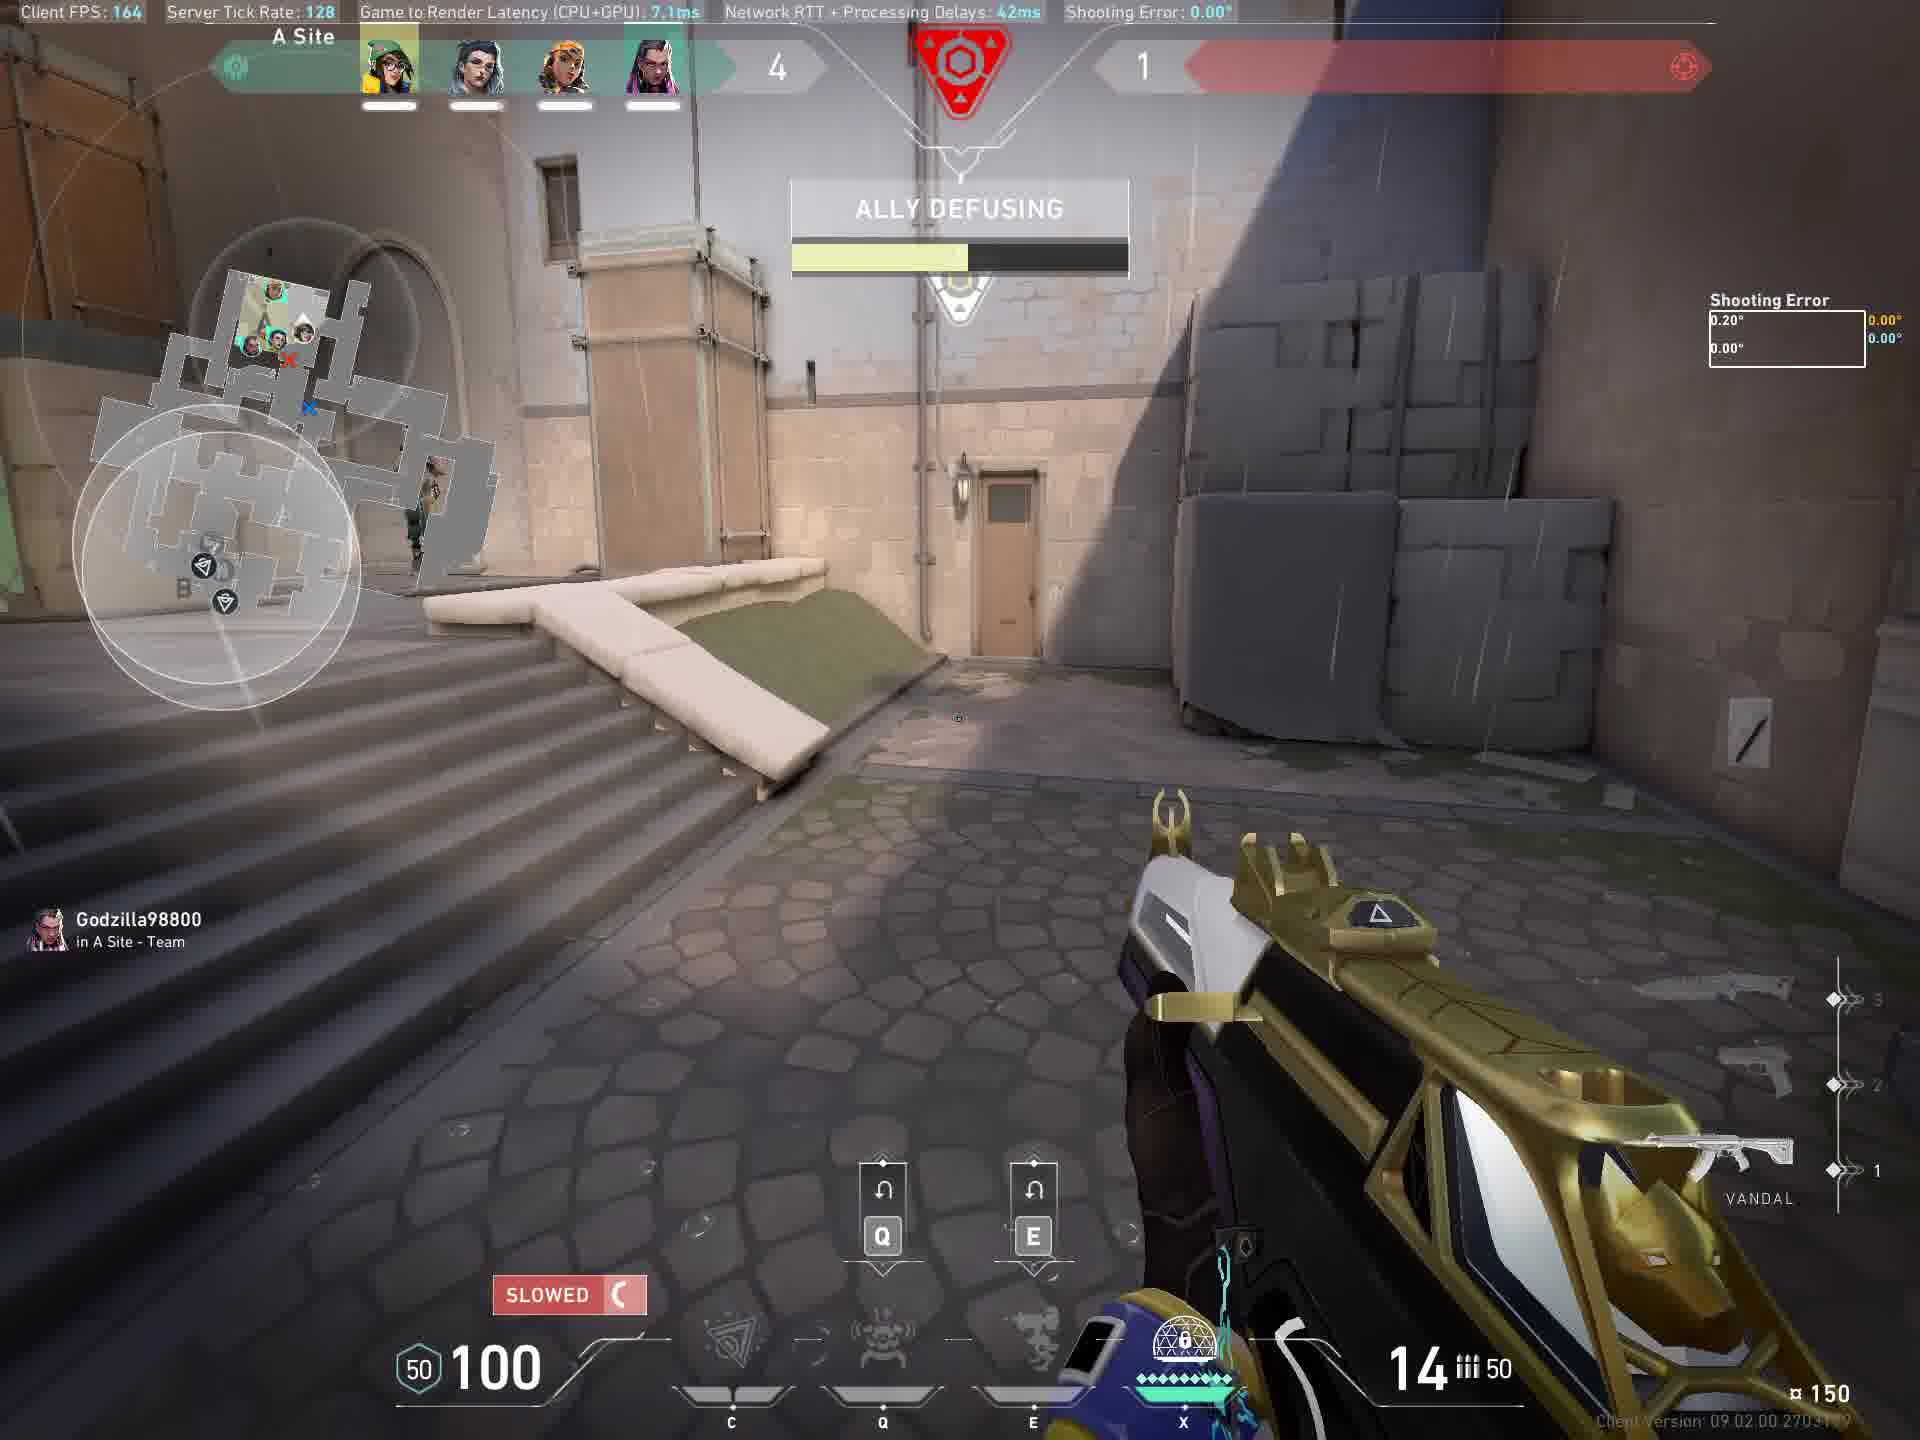 Client FPS: 164
Server Tick Rate: 128
Game to Render Latency (CPU+GPU): 7.1ms
Network RTT + Processing Delays: 42ms
Shooting Error: 0.00°
A Site
4
1
ALLY DEFUSING
Shooting Error
0.20°
0.00°
0.00°
0.00°
A
B
Godzilla98800
in A Site - Team
3
2
1
VANDAL
Q
E
SLOWED
50
100
14
50
C
Q
E
X
¤ 150